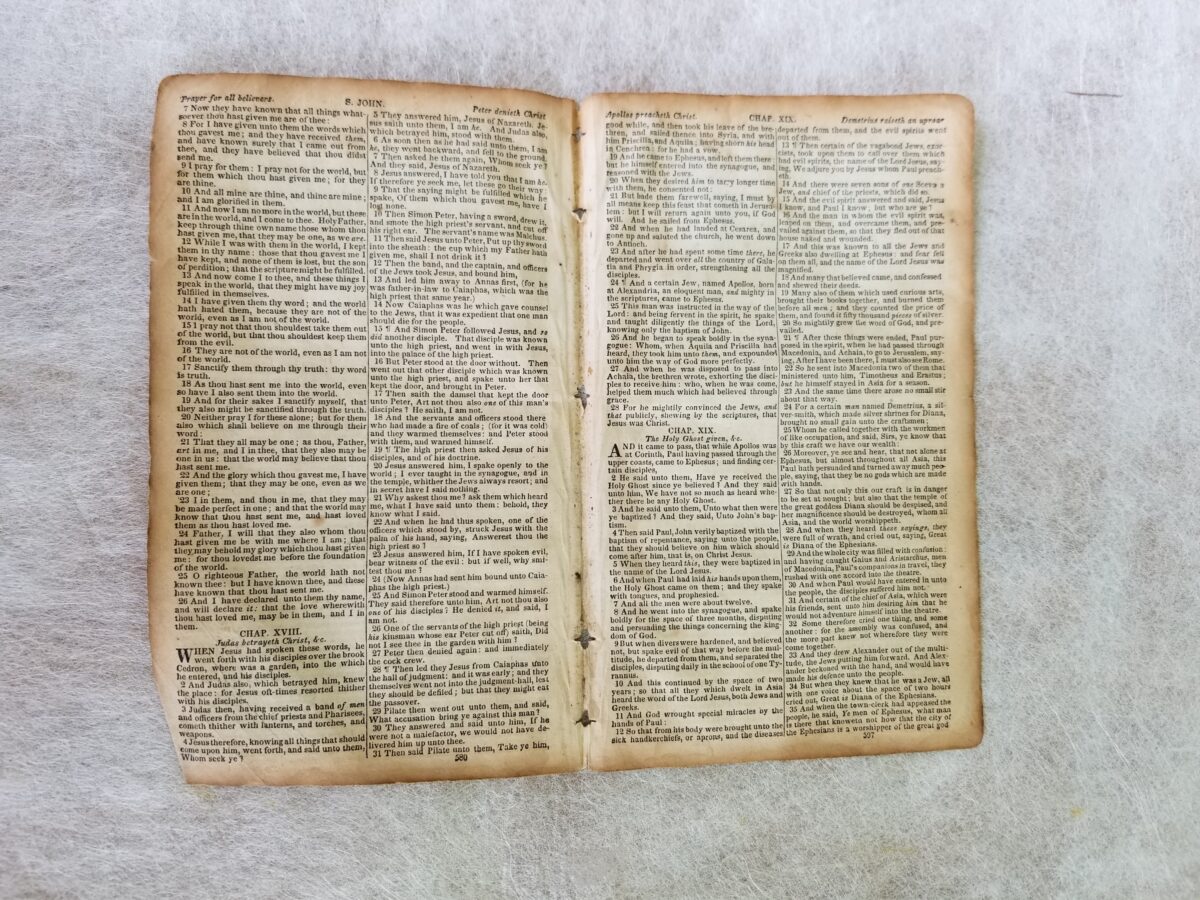 Prayer for all believers.
S. JOHN.
Peter denieth Christ
7 Now they have known that all things what-
soever thou hast given me are of thee:
8 For I have given unto them the words which
thou gavest me; and they have received them,
and have known surely that I came out from
thee, and they have believed that thou didst
send me.
9 I pray for them: I pray not for the world, but
for them which thou hast given me; for they
are thine.
10 And all mine are thine, and thine are mine;
and I am glorified in them.
11 And now I am no more in the world, but these
are in the world, and I come to thee. Holy Father,
keep through thine own name those whom thou
hast given me, that they may be one, as we are.
12 While I was with them in the world, I kept
them in thy name: those that thou gavest me I
have kept, and none of them is lost, but the son
of perdition; that the scripture might be fulfilled.
13 And now come I to thee, and these things I
speak in the world, that they might have my joy
fulfilled in themselves.
14 I have given them thy word; and the world
hath hated them, because they are not of the
world, even as I am not of the world.
15 I pray not that thou shouldest take them out
of the world, but that thou shouldest keep them
from the evil.
16 They are not of the world, even as I am not
of the world.
17 Sanctify them through thy truth: thy word
is truth.
18 As thou hast sent me into the world, even
so have I also sent them into the world.
19 And for their sakes I sanctify myself, that
they also might be sanctified through the truth.
20 Neither pray I for these alone; but for them
also which shall believe on me through their
word:
21 That they all may be one; as thou, Father,
art in me, and I in thee, that they also may be
one in us: that the world may believe that thou
hast sent me.
22 And the glory which thou gavest me, I have
given them; that they may be one, even as we
are one;
23 I in them, and thou in me, that they may
be made perfect in one; and that the world may
know that thou hast sent me, and hast loved
them as thou hast loved me.
24 Father, I will that they also whom thou
hast given me be with me where I am; that
they may behold my glory which thou hast given
me: for thou lovedst me before the foundation
of the world.
25 O righteous Father, the world hath not
known thee: but I have known thee, and these
have known that thou hast sent me.
26 And I have declared unto them thy name,
and will declare it: that the love wherewith
thou hast loved me, may be in them, and I in
them.
CHAP. XVIII.
Judas betrayeth Christ, &c.
WHEN Jesus had spoken these words, he
went forth with his disciples over the brook
Cedron, where was a garden, into the which
he entered, and his disciples.
2 And Judas also, which betrayed him, knew
the place: for Jesus oft-times resorted thither
with his disciples.
3 Judas then, having received a band of men
and officers from the chief priests and Pharisees,
cometh thither with lanterns, and torches, and
weapons.
4 Jesus therefore, knowing all things that should
come upon him, went forth, and said unto them,
Whom seek ye?
5 They answered him, Jesus of Nazareth. Je-
sus saith unto them, I am he. And Judas also,
which betrayed him, stood with them.
6 As soon then as he had said unto them, I am
he, they went backward, and fell to the ground.
7 Then asked he them again, Whom seek ye?
And they said, Jesus of Nazareth.
8 Jesus answered, I have told you that I am he.
If therefore ye seek me, let these go their way
9 That the saying might be fulfilled which he
spake, Of them which thou gavest me, have I
lost none.
10 Then Simon Peter, having a sword, drew it,
and smote the high priest's servant, and cut off
his right ear. The servant's name was Malchus.
11 Then said Jesus unto Peter, Put up thy sword
into the sheath: the cup which my Father hath
given me, shall I not drink it?
12 Then the band, and the captain, and officers
of the Jews took Jesus, and bound him,
13 And led him away to Annas first, (for he
was father-in-law to Caiaphas, which was the
high priest that same year.)
14 Now Caiaphas was he which gave counsel
to the Jews, that it was expedient that one man
should die for the people.
15 ¶ And Simon Peter followed Jesus, and so
did another disciple. That disciple was known
unto the high priest, and went in with Jesus,
into the palace of the high priest.
16 But Peter stood at the door without. Then
went out that other disciple which was known
unto the high priest, and spake unto her that
kept the door, and brought in Peter.
17 Then saith the damsel that kept the door
unto Peter, Art not thou also one of this man's
disciples? He saith, I am not.
18 And the servants and officers stood there
who had made a fire of coals; (for it was cold)
and they warmed themselves: and Peter stood
with them, and warmed himself.
19 ¶ The high priest then asked Jesus of his
disciples, and of his doctrine.
20 Jesus answered him, I spake openly to the
world; I ever taught in the synagogue, and in
the temple, whither the Jews always resort; and
in secret have I said nothing.
21 Why askest thou me? ask them which heard
me, what I have said unto them: behold, they
know what I said.
22 And when he had thus spoken, one of the
officers which stood by, struck Jesus with the
palm of his hand, saying, Answerest thou the
high priest so?
23 Jesus answered him, If I have spoken evil,
bear witness of the evil: but if well, why smi-
test thou me?
24 (Now Annas had sent him bound unto Caia-
phas the high priest.)
25 And Simon Peter stood and warmed himself.
They said therefore unto him, Art not thou also
one of his disciples? He denied it, and said, I
am not.
26 One of the servants of the high priest (being
his kinsman whose ear Peter cut off) saith, Did
not I see thee in the garden with him?
27 Peter then denied again: and immediately
the cock crew.
28 ¶ Then led they Jesus from Caiaphas unto
the hall of judgment: and it was early; and they
themselves went not into the judgment-hall, lest
they should be defiled; but that they might eat
the passover.
29 Pilate then went out unto them, and said,
What accusation bring ye against this man?
30 They answered and said unto him, If he
were not a malefactor, we would not have de-
livered him up unto thee.
31 Then said Pilate unto them, Take ye him,
580
Apollos preacheth Christ.
CHAP. XIX.
Demetrius raiseth an uproar
good while, and then took his leave of the bre-
thren, and sailed thence into Syria, and with
him Priscilla, and Aquila; having shorn his head
in Cenchrea: for he had a vow.
19 And he came to Ephesus, and left them there:
but he himself entered into the synagogue, and
reasoned with the Jews.
20 When they desired him to tarry longer time
with them, he consented not:
21 But bade them farewell, saying, I must by
all means keep this feast that cometh in Jerusa-
lem: but I will return again unto you, if God
will. And he sailed from Ephesus.
22 And when he had landed at Cesarea, and
gone up and saluted the church, he went down
to Antioch.
23 And after he had spent some time there, he
departed and went over all the country of Gala-
tia and Phrygia in order, strengthening all the
disciples.
24 ¶ And a certain Jew, named Apollos, born
at Alexandria, an eloquent man, and mighty in
the scriptures, came to Ephesus.
25 This man was instructed in the way of the
Lord: and being fervent in the spirit, he spake
and taught diligently the things of the Lord,
knowing only the baptism of John.
26 And he began to speak boldly in the syna-
gogue: Whom, when Aquila and Priscilla had
heard, they took him unto them, and expounded
unto him the way of God more perfectly.
27 And when he was disposed to pass into
Achaia, the brethren wrote, exhorting the disci-
ples to receive him: who, when he was come,
helped them much which had believed through
grace.
28 For he mightily convinced the Jews, and
that publicly, shewing by the scriptures, that
Jesus was Christ.
CHAP. XIX.
The Holy Ghost given, &c.
AND it came to pass, that while Apollos was
at Corinth, Paul having passed through the
upper coasts, came to Ephesus; and finding cer-
tain disciples,
2 He said unto them, Have ye received the
Holy Ghost since ye believed? And they said
unto him, We have not so much as heard whe-
ther there be any Holy Ghost.
3 And he said unto them, Unto what then were
ye baptized? And they said, Unto John's bap-
tism.
4 Then said Paul, John verily baptized with the
baptism of repentance, saying unto the people,
that they should believe on him which should
come after him, that is, on Christ Jesus.
5 When they heard this, they were baptized in
the name of the Lord Jesus.
6 And when Paul had laid his hands upon them,
the Holy Ghost came on them; and they spake
with tongues, and prophesied.
7 And all the men were about twelve.
8 And he went into the synagogue, and spake
boldly for the space of three months, disputing
and persuading the things concerning the king-
dom of God.
9 But when divers were hardened, and believed
not, but spake evil of that way before the mul-
titude, he departed from them, and separated the
disciples, disputing daily in the school of one Ty-
rannus.
10 And this continued by the space of two
years; so that all they which dwelt in Asia
heard the word of the Lord Jesus, both Jews and
Greeks.
11 And God wrought special miracles by the
hands of Paul:
12 So that from his body were brought unto the
sick handkerchiefs, or aprons, and the diseases
departed from them, and the evil spirits went
out of them.
13 ¶ Then certain of the vagabond Jews, exor-
cists, took upon them to call over them which
had evil spirits, the name of the Lord Jesus, say-
ing, We adjure you by Jesus whom Paul preach-
eth.
14 And there were seven sons of one Sceva a
Jew, and chief of the priests, which did so.
15 And the evil spirit answered and said, Jesus
I know, and Paul I know; but who are ye?
16 And the man in whom the evil spirit was,
leaped on them, and overcame them, and pre-
vailed against them, so that they fled out of that
house naked and wounded.
17 And this was known to all the Jews and
Greeks also dwelling at Ephesus: and fear fell
on them all, and the name of the Lord Jesus was
magnified.
18 And many that believed came, and confessed
and shewed their deeds.
19 Many also of them which used curious arts,
brought their books together, and burned them
before all men; and they counted the price of
them, and found it fifty thousand pieces of silver.
20 So mightily grew the word of God, and pre-
vailed.
21 ¶ After these things were ended, Paul pur-
posed in the spirit, when he had passed through
Macedonia, and Achaia, to go to Jerusalem, say-
ing, After I have been there, I must also see Rome.
22 So he sent into Macedonia two of them that
ministered unto him, Timotheus and Erastus;
but he himself stayed in Asia for a season.
23 And the same time there arose no small stir
about that way.
24 For a certain man named Demetrius, a sil-
ver-smith, which made silver shrines for Diana,
brought no small gain unto the craftsmen;
25 Whom he called together with the workmen
of like occupation, and said, Sirs, ye know that
by this craft we have our wealth:
26 Moreover, ye see and hear, that not alone at
Ephesus, but almost throughout all Asia, this
Paul hath persuaded and turned away much peo-
ple, saying, that they be no gods which are made
with hands.
27 So that not only this our craft is in danger
to be set at nought; but also that the temple of
the great goddess Diana should be despised, and
her magnificence should be destroyed, whom all
Asia, and the world worshippeth.
28 And when they heard these sayings, they
were full of wrath, and cried out, saying, Great
is Diana of the Ephesians.
29 And the whole city was filled with confusion:
and having caught Gaius and Aristarchus, men
of Macedonia, Paul's companions in travel, they
rushed with one accord into the theatre.
30 And when Paul would have entered in unto
the people, the disciples suffered him not.
31 And certain of the chief of Asia, which were
his friends, sent unto him desiring him that he
would not adventure himself into the theatre.
32 Some therefore cried one thing, and some
another: for the assembly was confused, and
the more part knew not wherefore they were
come together.
33 And they drew Alexander out of the multi-
tude, the Jews putting him forward. And Alex-
ander beckoned with the hand, and would have
made his defence unto the people.
34 But when they knew that he was a Jew, all
with one voice about the space of two hours
cried out, Great is Diana of the Ephesians.
35 And when the town-clerk had appeased the
people, he said, Ye men of Ephesus, what man
is there that knoweth not how that the city of
the Ephesians is a worshipper of the great god
597